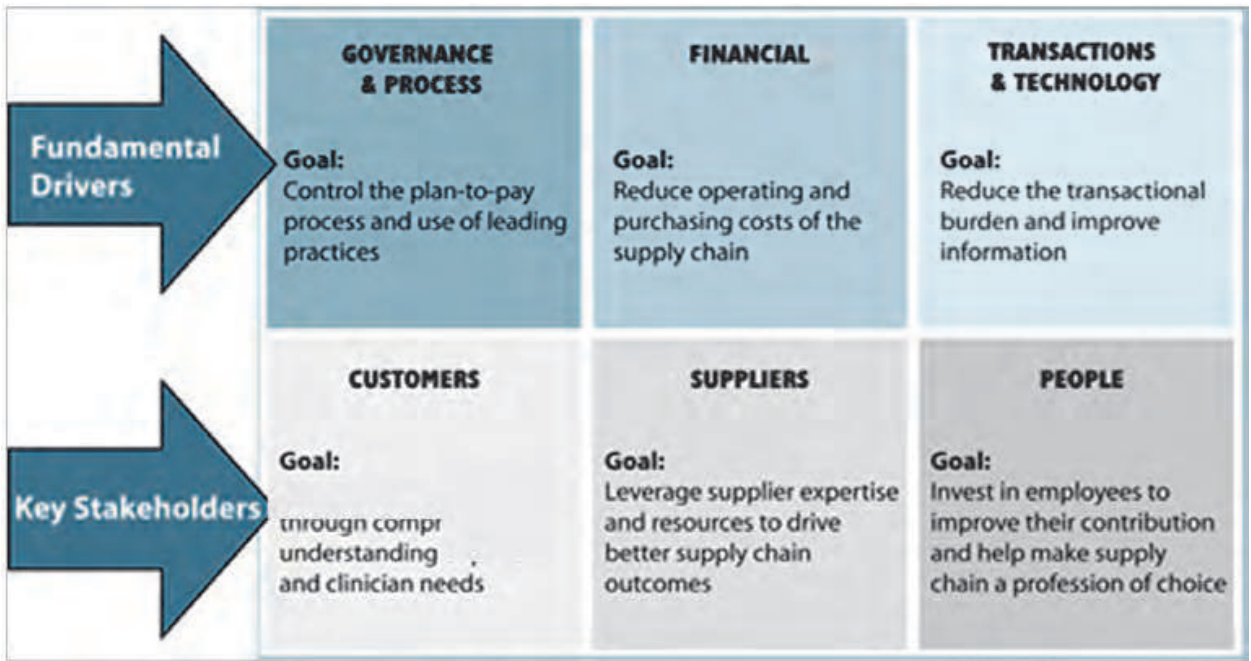 Fundamental
Drivers
GOVERNANCE
& PROCESS
Goal:
Control the plan-to-pay
process and use of leading
practices
FINANCIAL
Goal:
Reduce operating and
purchasing costs of the
supply chain
TRANSACTIONS
& TECHNOLOGY
Goal:
Reduce the transactional
burden and improve
information
Key Stakeholders
CUSTOMERS
Goal:
through compr
understanding
and clinician needs
SUPPLIERS
Goal:
Leverage supplier expertise
and resources to drive
better supply chain
outcomes
PEOPLE
Goal:
Invest in employees to
improve their contribution
and help make supply
chain a profession of choice